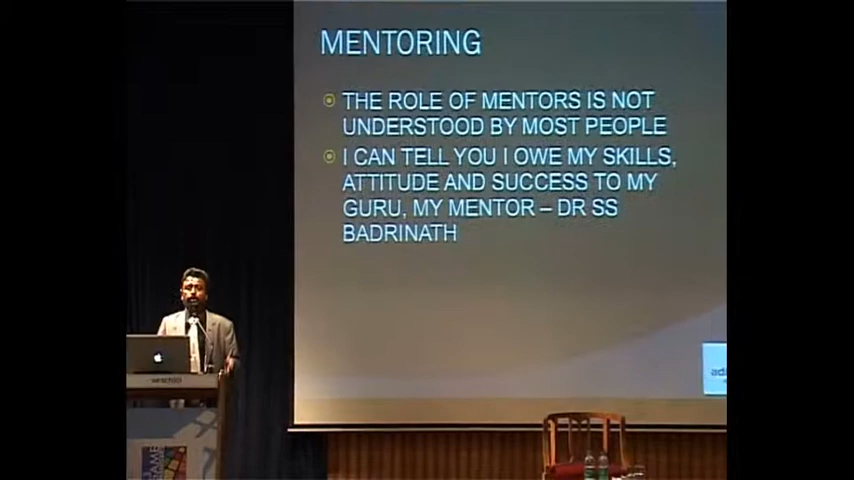 MENTORING
THE ROLE OF MENTORS IS NOT
UNDERSTOOD BY MOST PEOPLE
I CAN TELL YOU I OWE MY SKILLS,
ATTITUDE AND SUCCESS TO MY
GURU, MY MENTOR – DR SS
BADRINATH